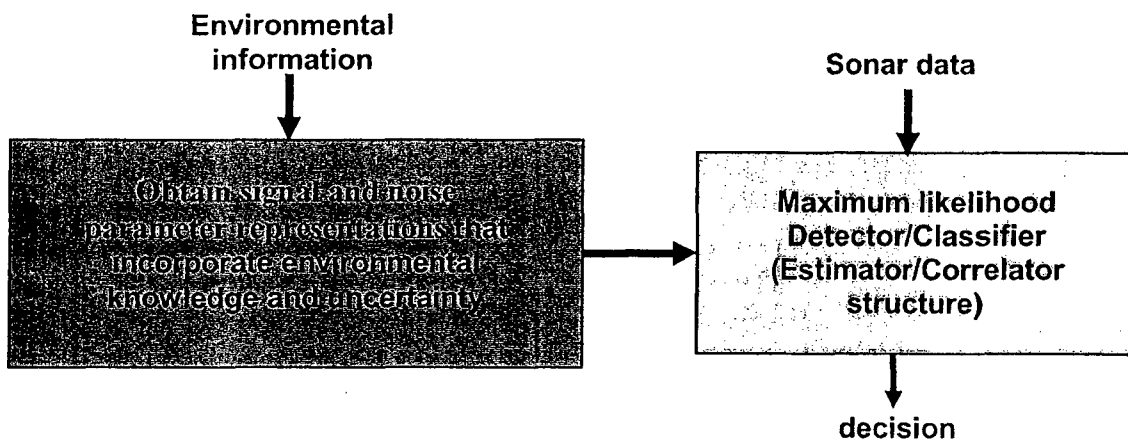 Environmental
information
Sonar data
Obtain signal and noise
parameter representations that
incorporate environmental
knowledge and uncertainty
Maximum likelihood
Detector/Classifier
(Estimator/Correlator
structure)
decision